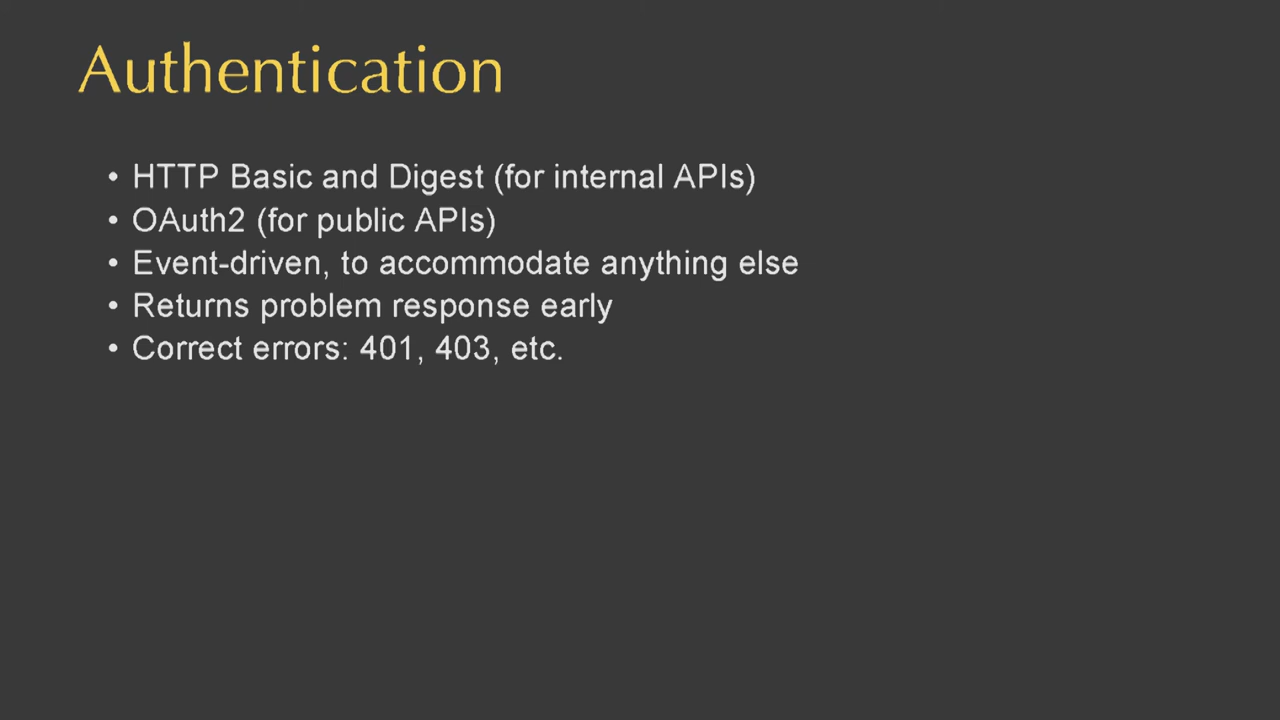 Authentication
• HTTP Basic and Digest (for internal APIs)
• OAuth2 (for public APIs)
• Event-driven, to accommodate anything else
• Returns problem response early
• Correct errors: 401, 403, etc.